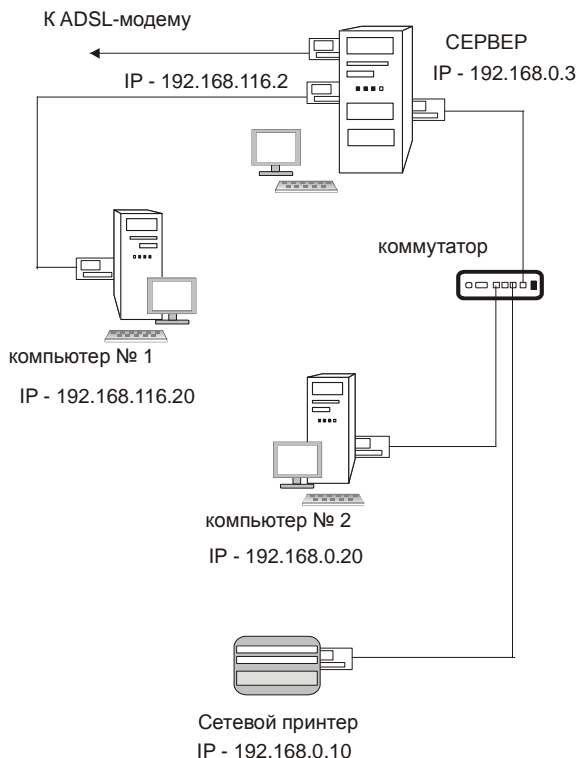 К ADSL-модему
СЕРВЕР
IP - 192.168.0.3
IP - 192.168.116.2
коммутатор
компьютер № 1
IP - 192.168.116.20
компьютер № 2
IP - 192.168.0.20
Сетевой принтер
IP - 192.168.0.10